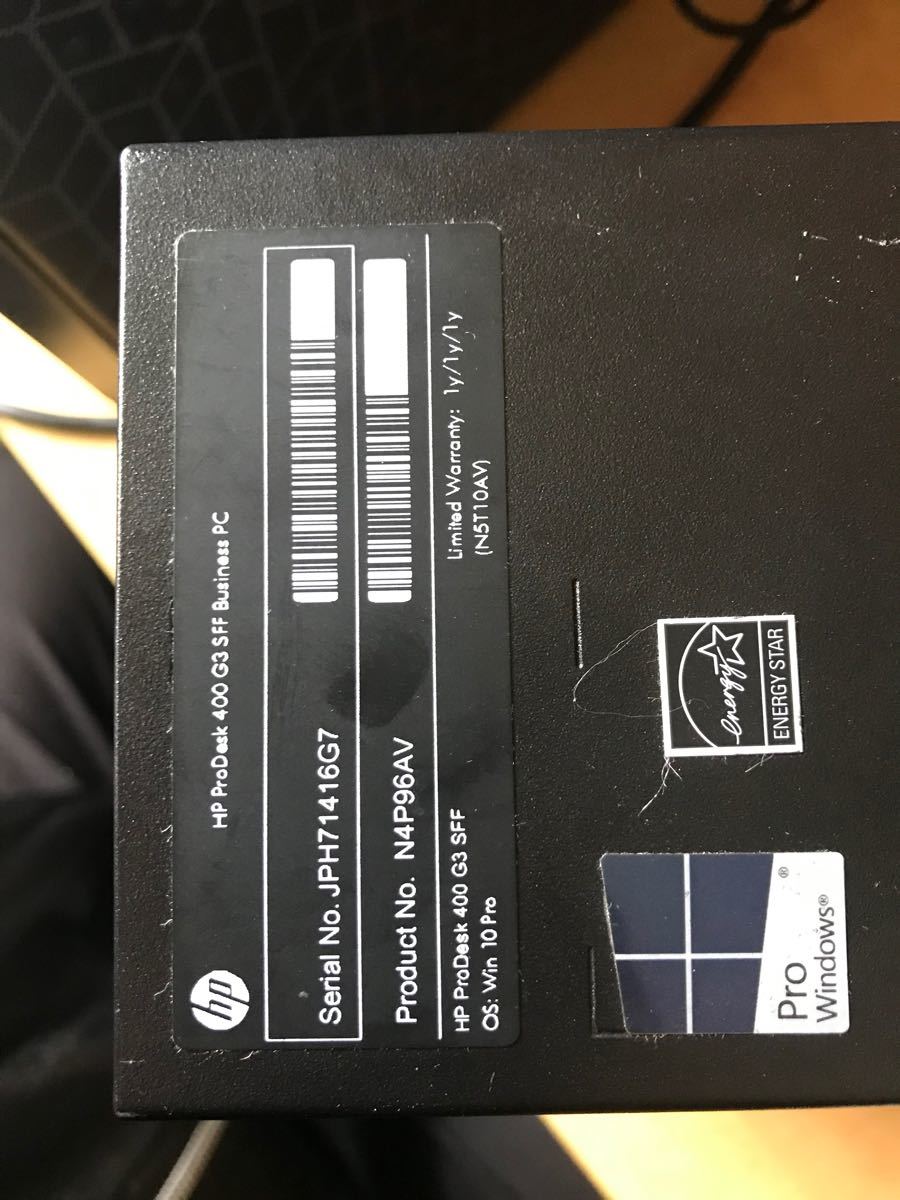 hp
HP ProDesk 400 G3 SFF Business PC
Serial No. JPH71416G7
Product No. N4P96AV
HP ProDesk 400 G3 SFF
OS: Win 10 Pro
Limited Warranty: 1y/1y/1y
(N5T10AV)
energy
ENERGY STAR
®
Pro
Windows®